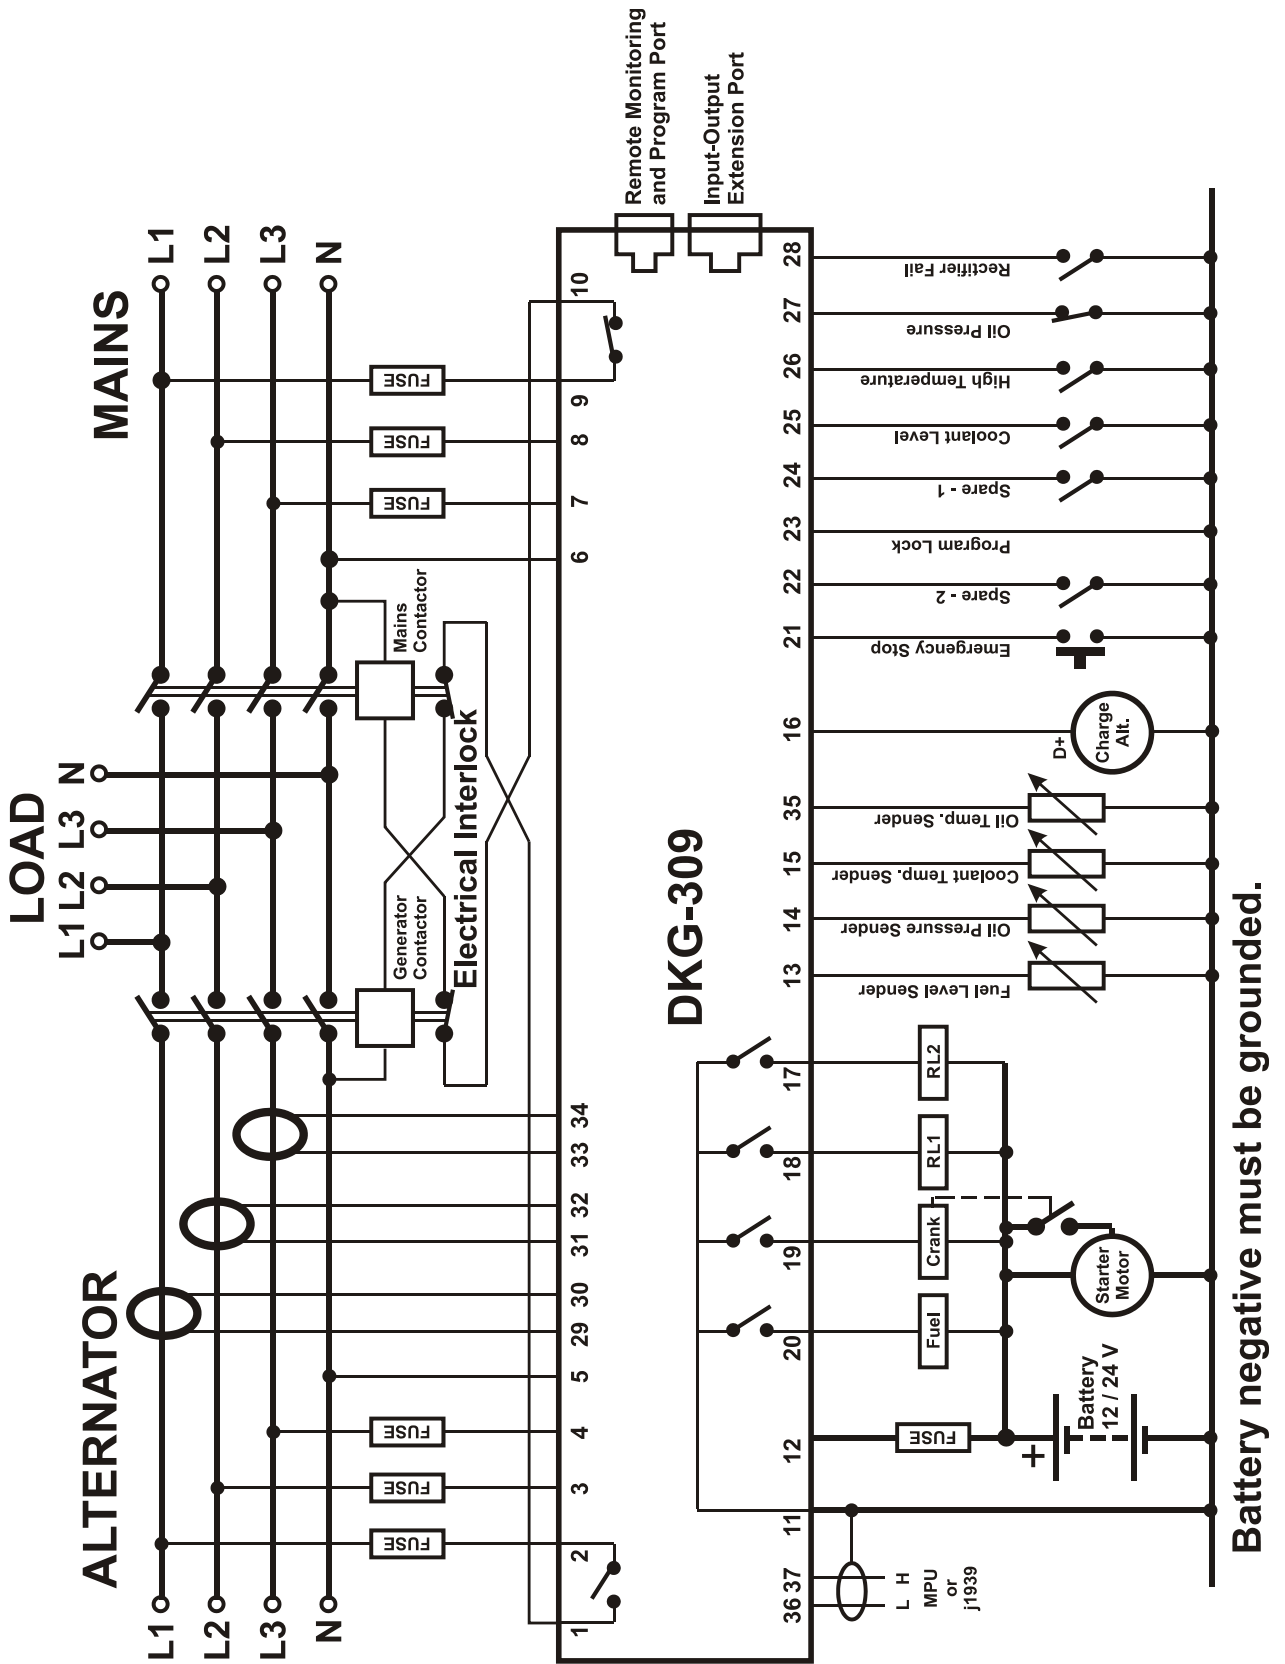 ALTERNATOR
LOAD
MAINS
L1
L2
L3
N
L1
L2
L3
N
L1
L2
L3
N
FUSE
FUSE
FUSE
FUSE
FUSE
FUSE
Generator
Contactor
Mains
Contactor
Electrical Interlock
1
2
3
4
5
29
30
31
32
33
34
6
7
8
9
10
Remote Monitoring
and Program Port
Input-Output
Extension Port
DKG-309
36
37
11
12
20
19
18
17
13
14
15
35
16
21
22
23
24
25
26
27
28
L
H
MPU
or
j1939
FUSE
Fuel
Crank
RL1
RL2
Fuel Level Sender
Oil Pressure Sender
Coolant Temp. Sender
Oil Temp. Sender
D+
Charge
Alt.
Emergency Stop
Spare - 2
Program Lock
Spare - 1
Coolant Level
High Temperature
Oil Pressure
Rectifier Fail
+
Battery
12 / 24 V
Starter
Motor
Battery negative must be grounded.